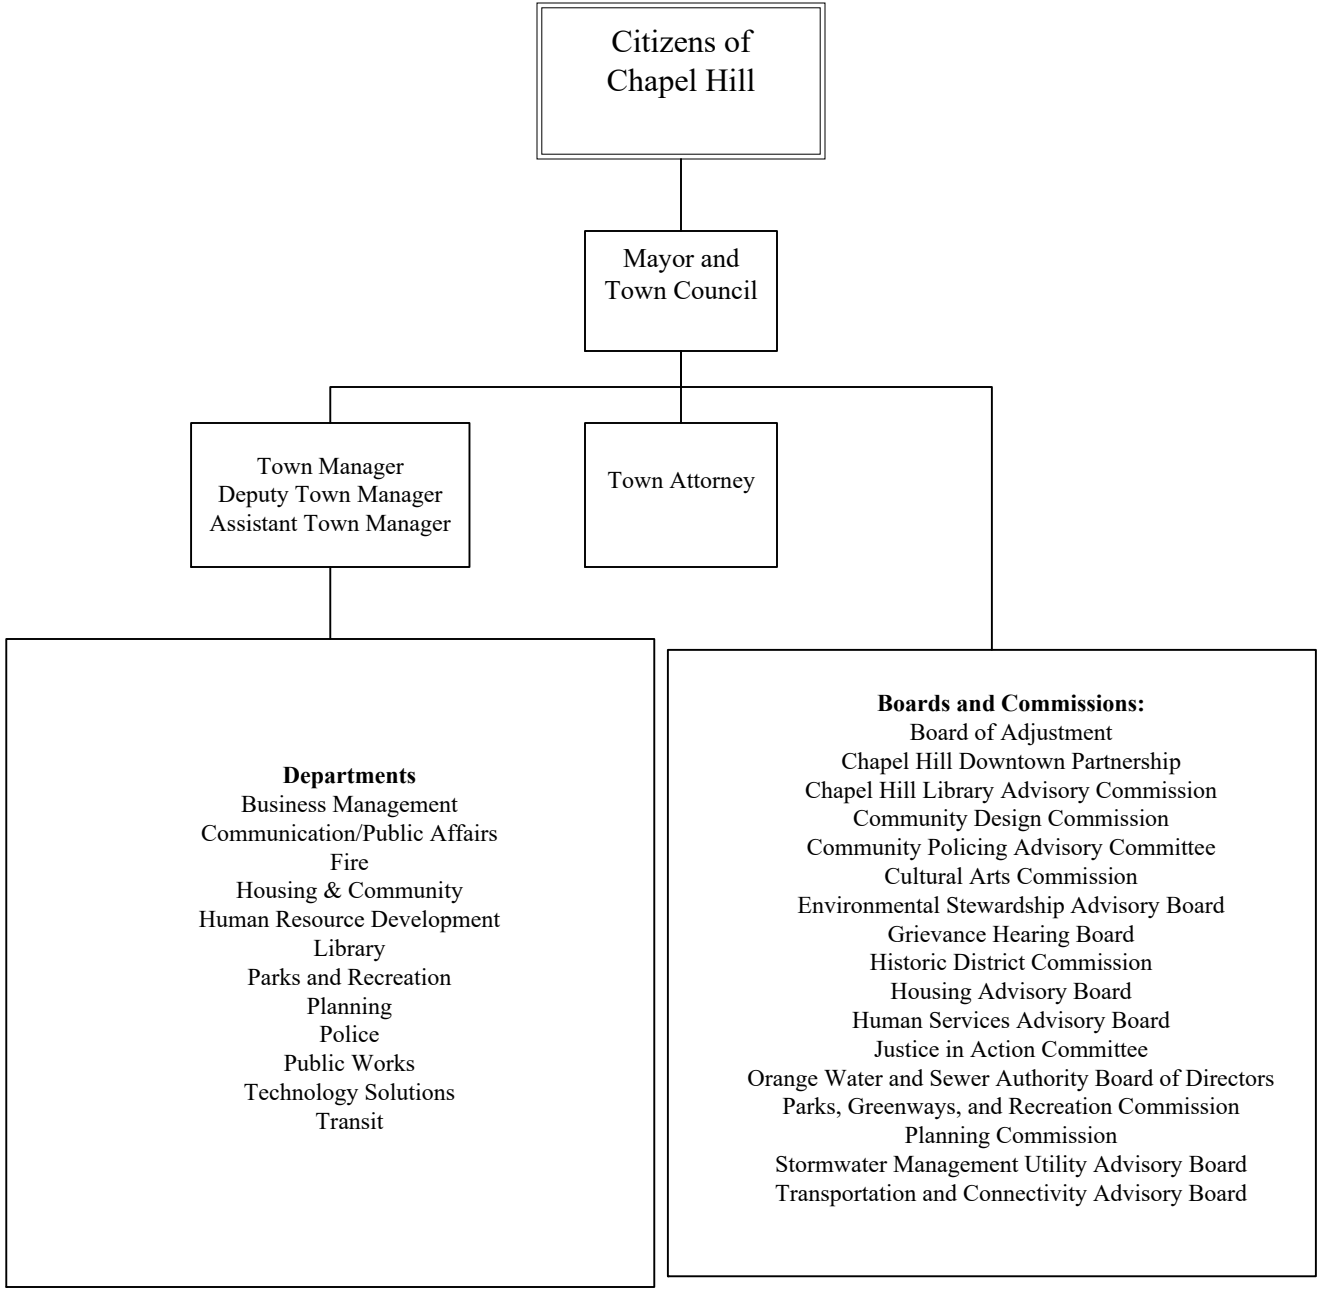 Citizens of
Chapel Hill
Mayor and
Town Council
Town Manager
Deputy Town Manager
Assistant Town Manager
Town Attorney
Departments
Business Management
Communication/Public Affairs
Fire
Housing & Community
Human Resource Development
Library
Parks and Recreation
Planning
Police
Public Works
Technology Solutions
Transit
Boards and Commissions:
Board of Adjustment
Chapel Hill Downtown Partnership
Chapel Hill Library Advisory Commission
Community Design Commission
Community Policing Advisory Committee
Cultural Arts Commission
Environmental Stewardship Advisory Board
Grievance Hearing Board
Historic District Commission
Housing Advisory Board
Human Services Advisory Board
Justice in Action Committee
Orange Water and Sewer Authority Board of Directors
Parks, Greenways, and Recreation Commission
Planning Commission
Stormwater Management Utility Advisory Board
Transportation and Connectivity Advisory Board